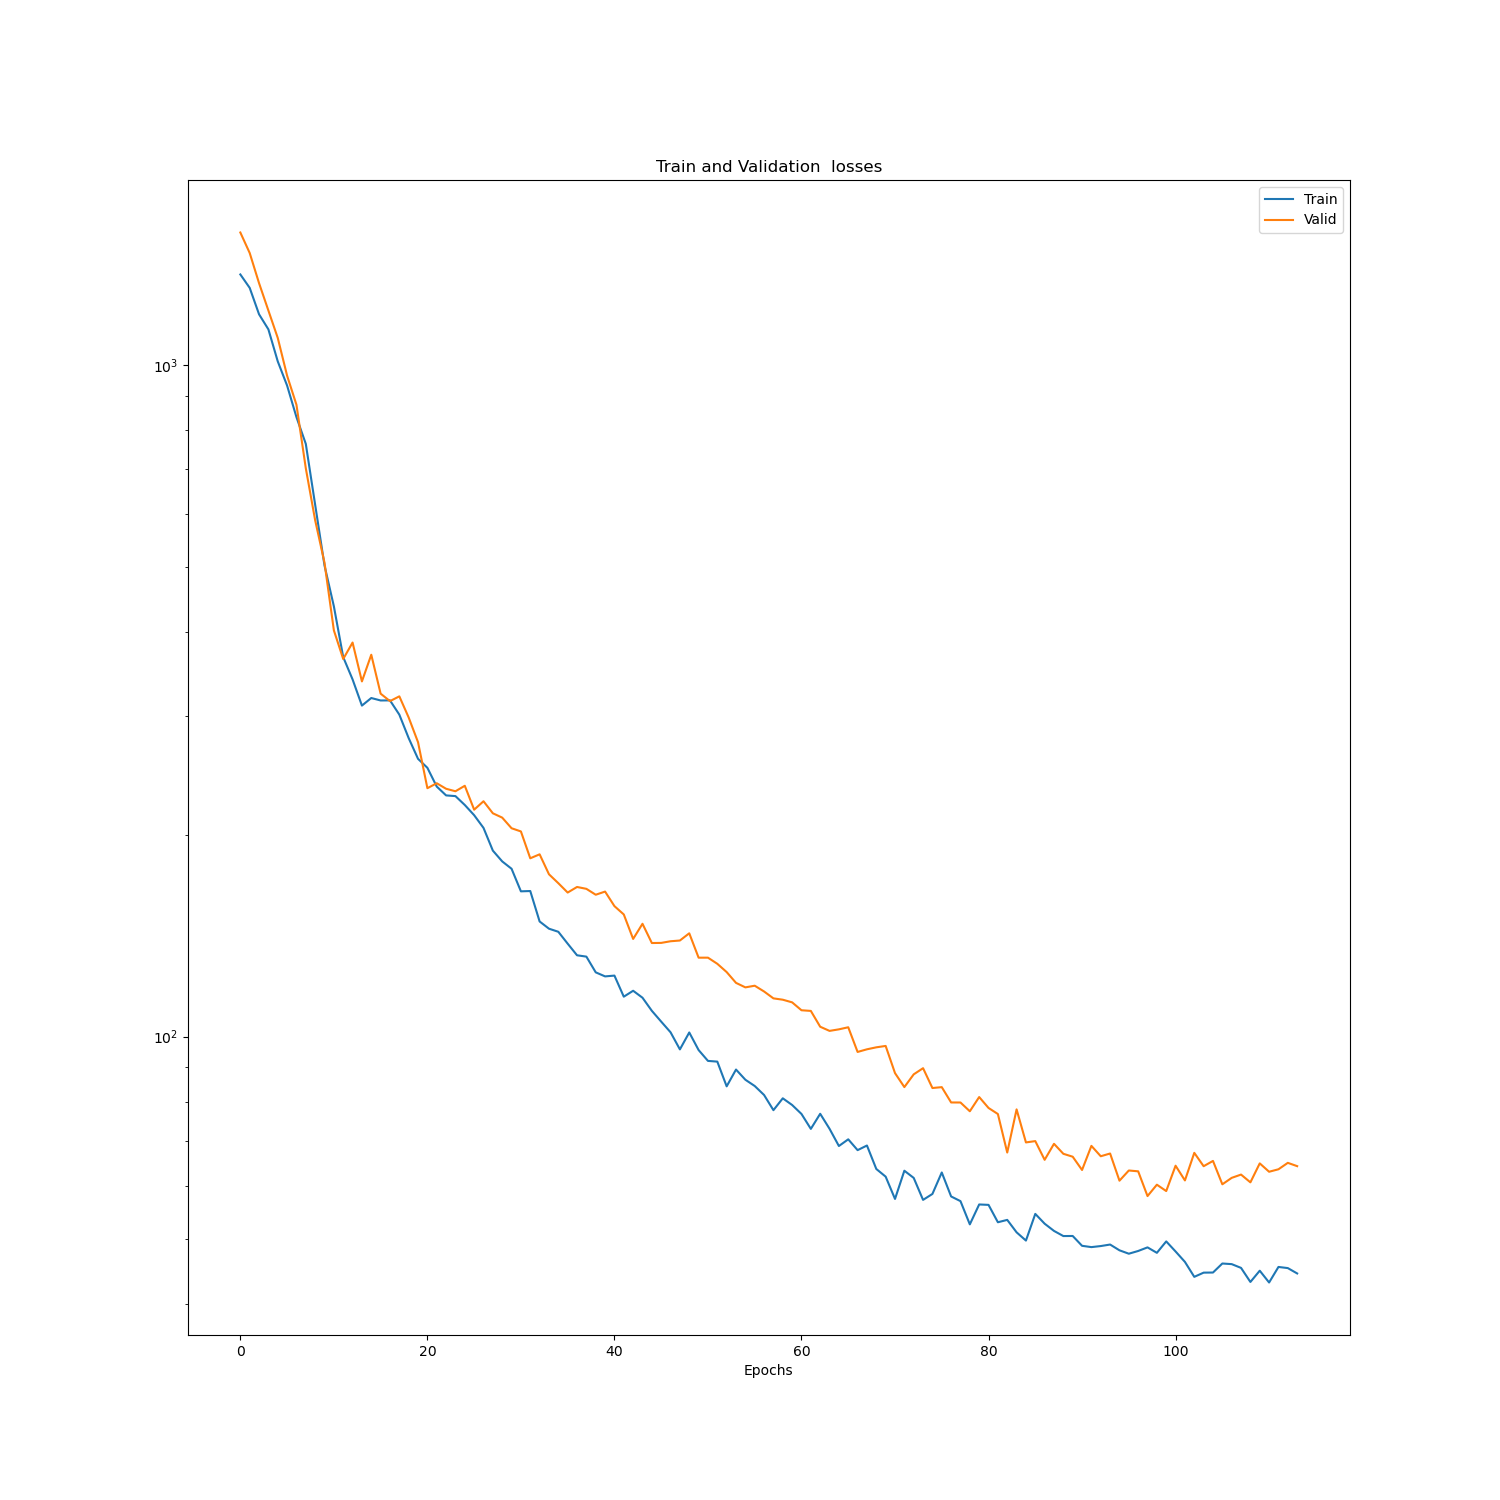 Train and Validation  losses
Train
Valid
10³
10²
0 20 40 60 80 100
Epochs